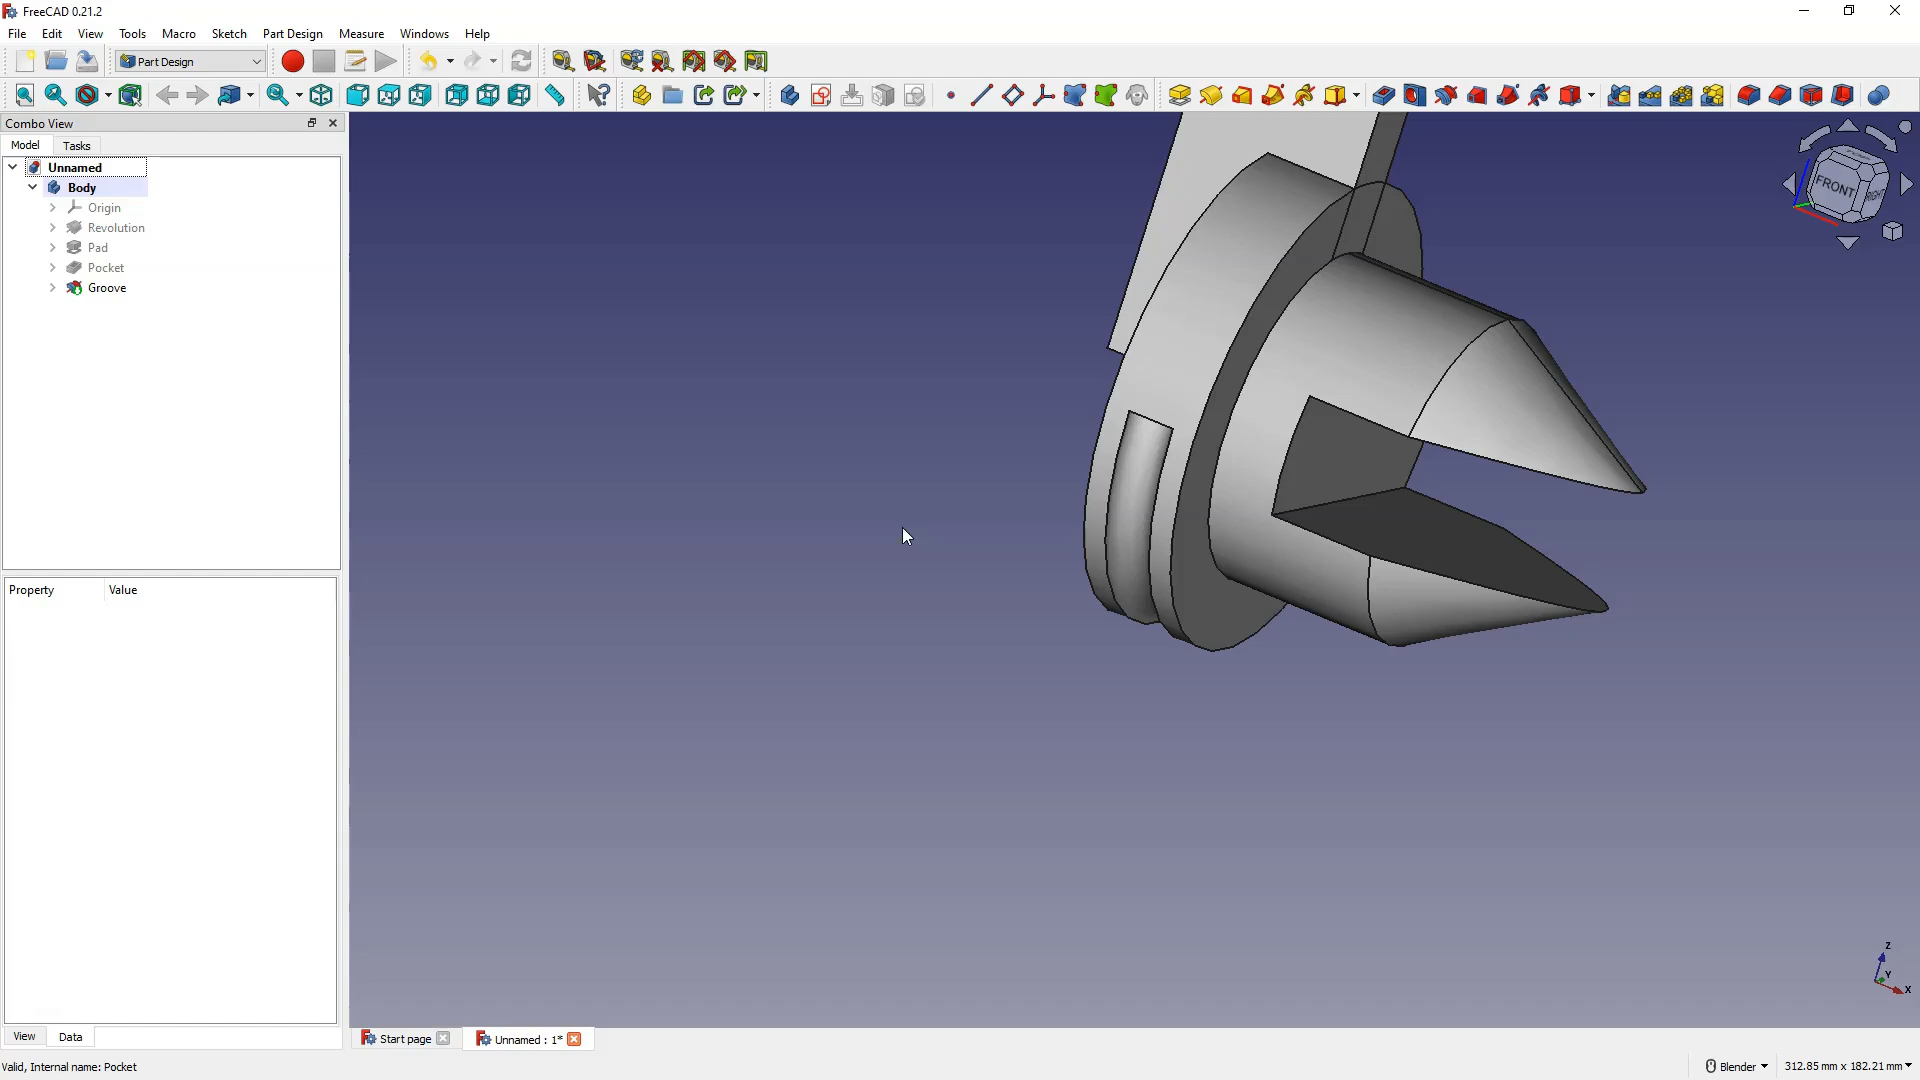 FreeCAD 0.21.2
File Edit View Tools Macro Sketch Part Design Measure Windows Help
Part Design
Combo View
Model Tasks
Unnamed
Body
Origin
Revolution
Pad
Pocket
Groove
FRONT
RIGHT
Property Value
Z
Y
X
View Data
Start page Unnamed : 1*
Valid, Internal name: Pocket
Blender 312.85 mm x 182.21 mm